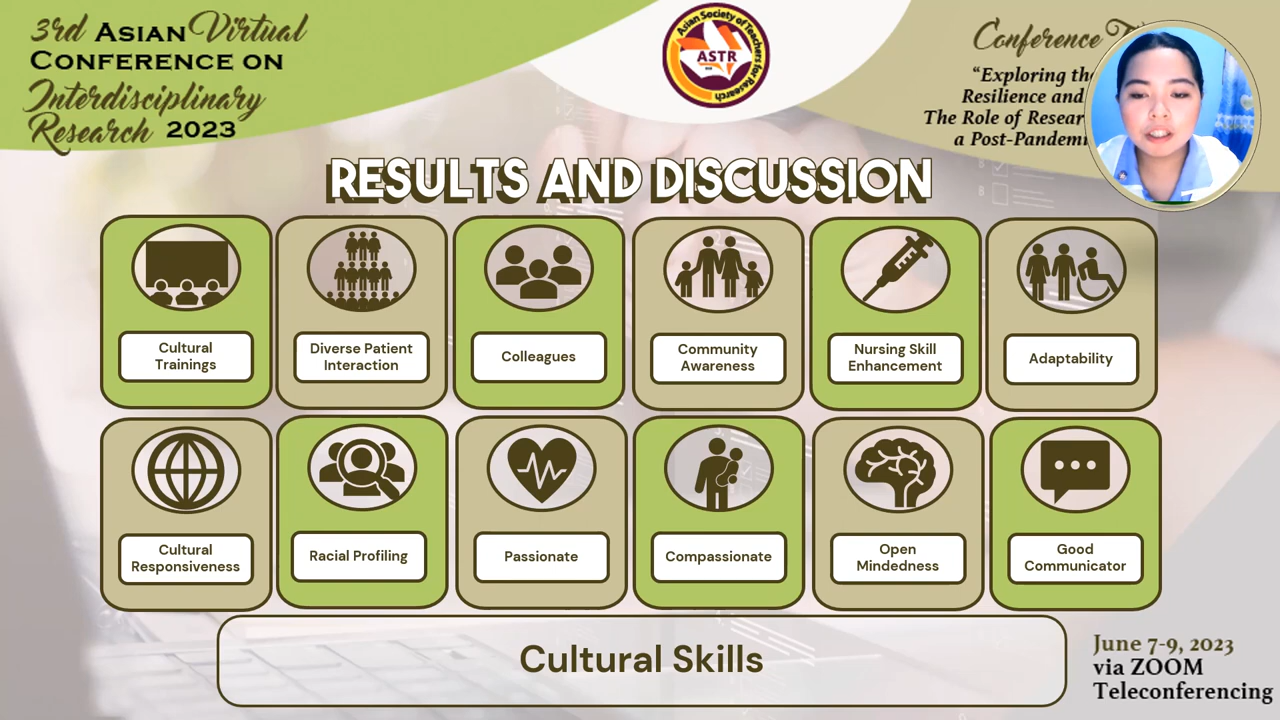 3rd ASIAN Virtual
CONFERENCE ON
Interdisciplinary
Research 2023
Asian Society of Teachers for Research
ASTR
Conference
“Exploring the
Resilience and
The Role of
a Post-Pandemi
RESULTS AND DISCUSSION
Cultural
Trainings
Diverse Patient
Interaction
Colleagues
Community
Awareness
Nursing Skill
Enhancement
Adaptability
Cultural
Responsiveness
Racial Profiling
Passionate
Compassionate
Open
Mindedness
Good
Communicator
Cultural Skills
June 7-9, 2023
via ZOOM
Teleconferencing